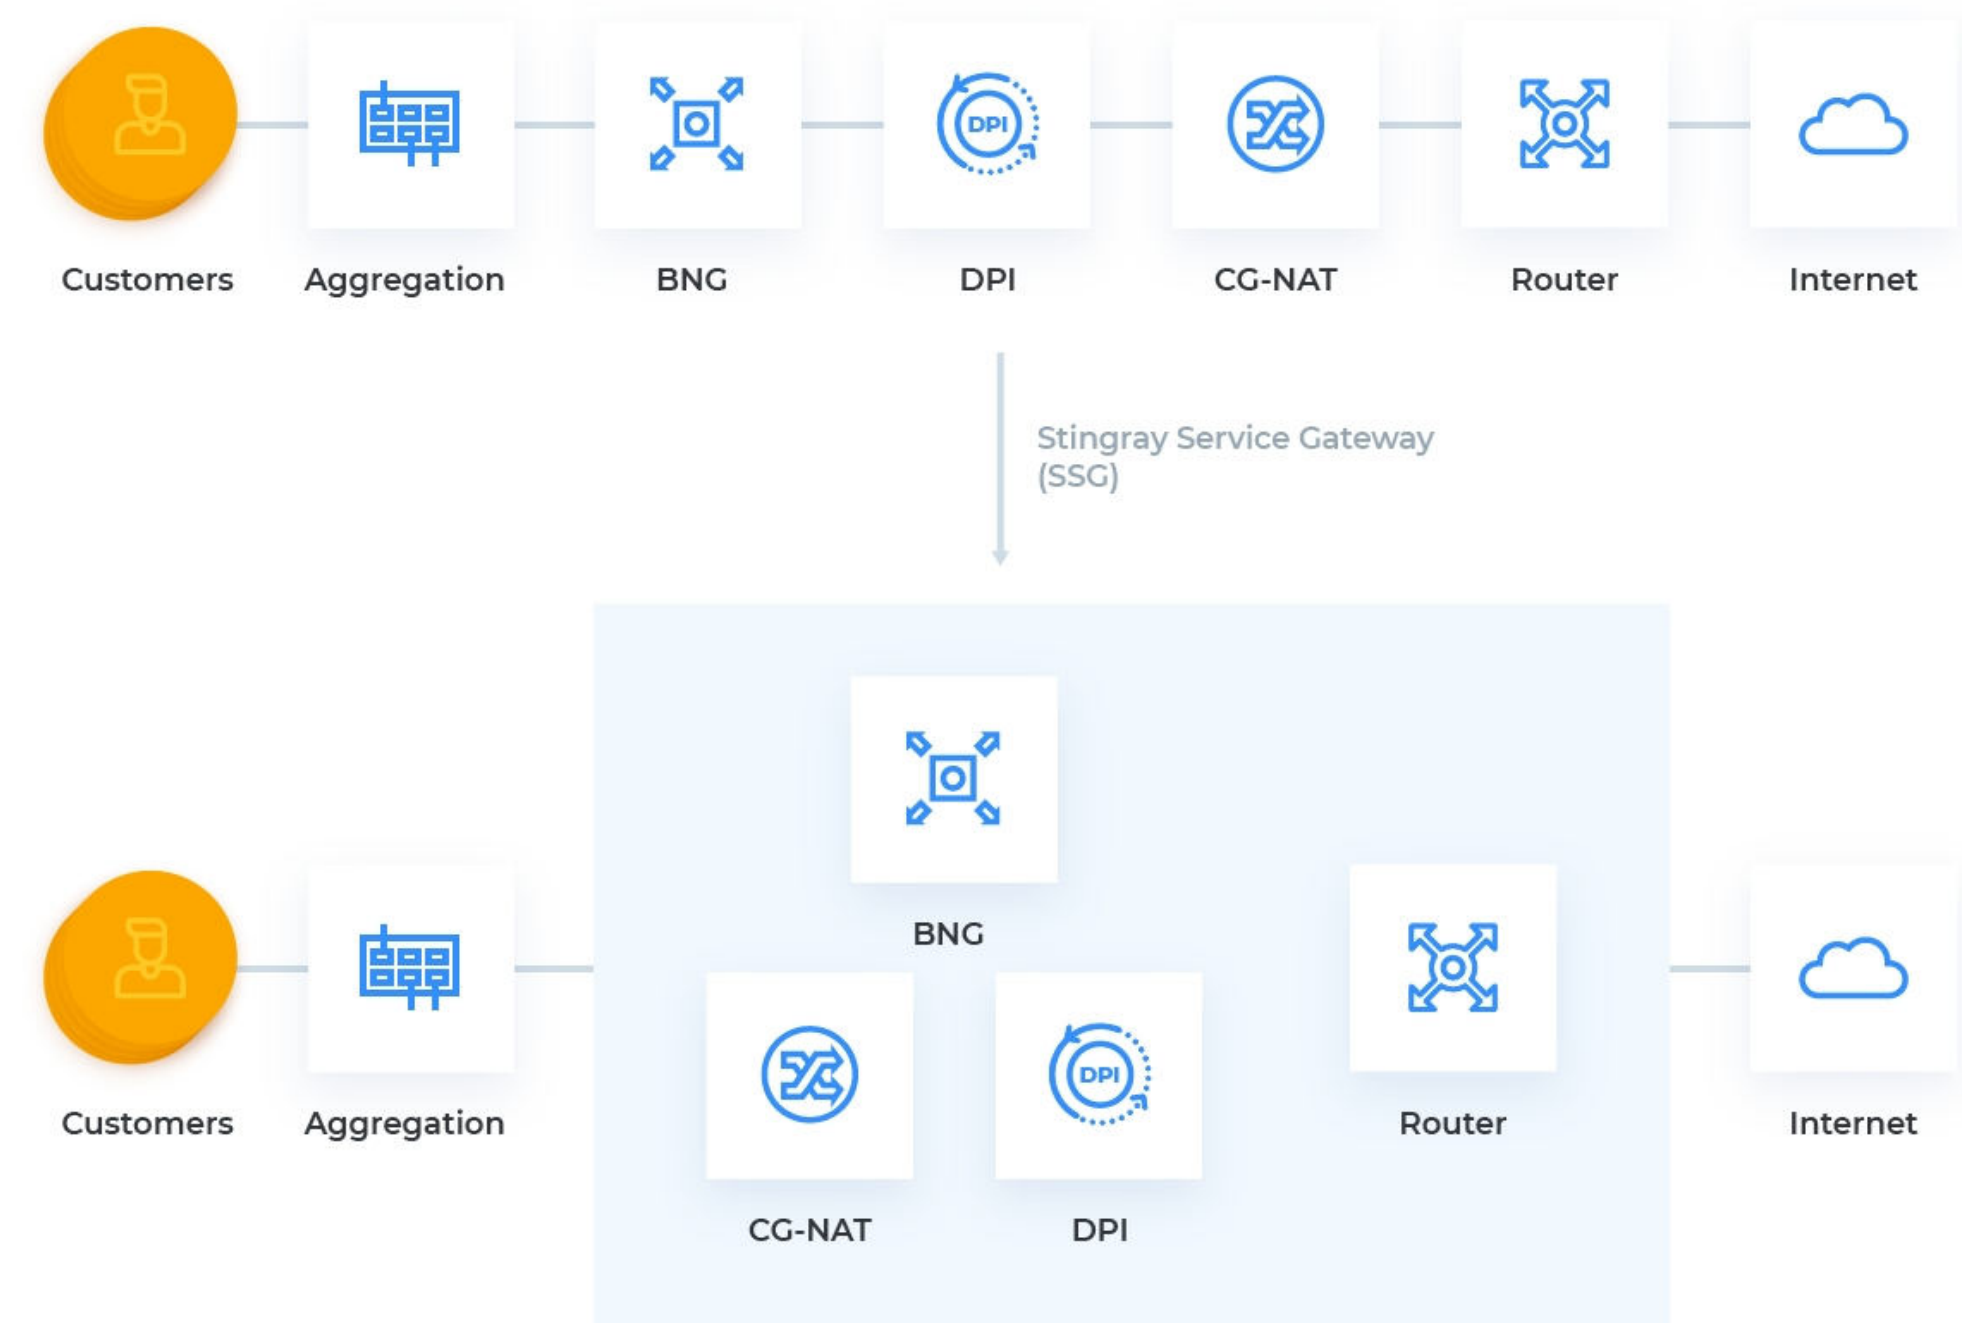 DPI
Customers
Aggregation
BNG
DPI
CG-NAT
Router
Internet
Stingray Service Gateway
(SSG)
BNG
DPI
Customers
Aggregation
Router
Internet
CG-NAT
DPI